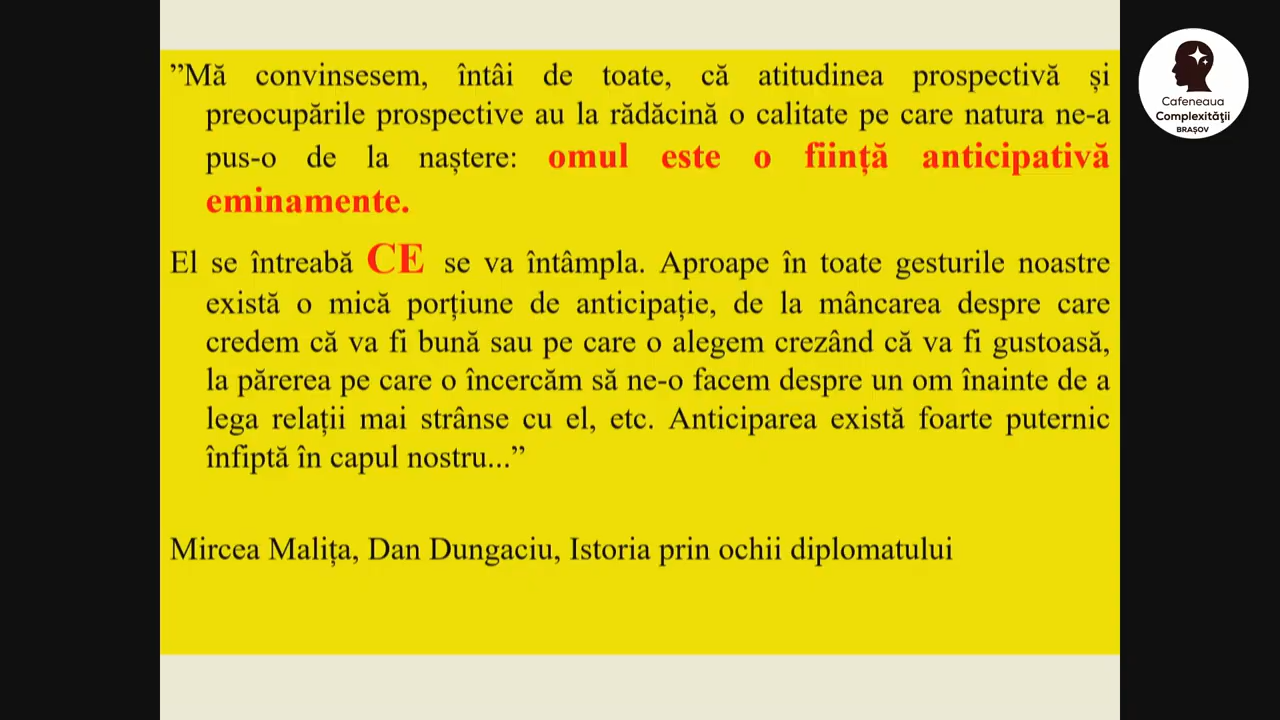 ”Mă convinsesem, întâi de toate, că atitudinea prospectivă și
preocupările prospective au la rădăcină o calitate pe care natura ne-a
pus-o de la naștere: omul este o ființă anticipativă
eminamente.
El se întreabă CE se va întâmpla. Aproape în toate gesturile noastre
există o mică porțiune de anticipație, de la mâncarea despre care
credem că va fi bună sau pe care o alegem crezând că va fi gustoasă,
la părerea pe care o încercăm să ne-o facem despre un om înainte de a
lega relații mai strânse cu el, etc. Anticiparea există foarte puternic
înfiptă în capul nostru...”
Mircea Malița, Dan Dungaciu, Istoria prin ochii diplomatului
Cafeneaua
Complexităţii
BRAȘOV